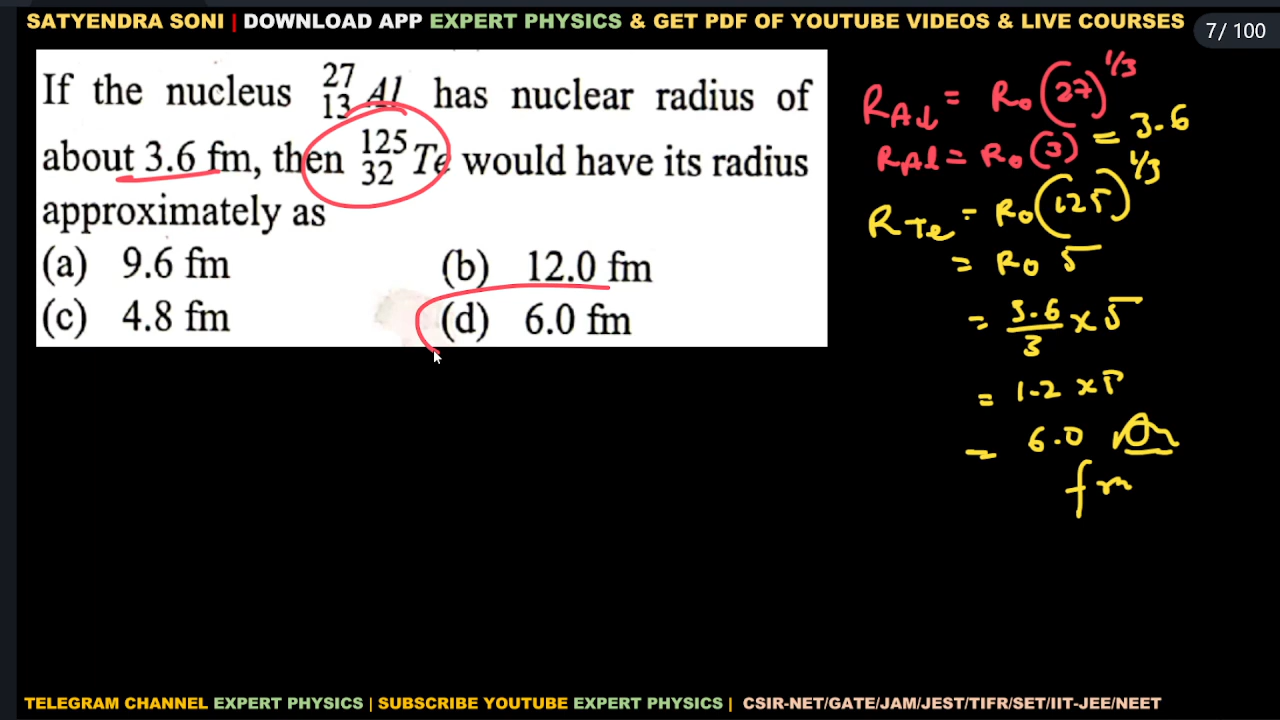 SATYENDRA SONI | DOWNLOAD APP EXPERT PHYSICS & GET PDF OF YOUTUBE VIDEOS & LIVE COURSES
7/ 100
If the nucleus 27 13 Al has nuclear radius of
about 3.6 fm, then 125 32 Te would have its radius
approximately as
(a) 9.6 fm (b) 12.0 fm
(c) 4.8 fm (d) 6.0 fm
RAl = R0 (27)^1/3
RAl = R0 (3) = 3.6
RTe = R0 (125)^1/3
= R0 5
= 3.6/3 x 5
= 1.2 x 5
= 6.0
fm
TELEGRAM CHANNEL EXPERT PHYSICS | SUBSCRIBE YOUTUBE EXPERT PHYSICS | CSIR-NET/GATE/JAM/JEST/TIFR/SET/IIT-JEE/NEET